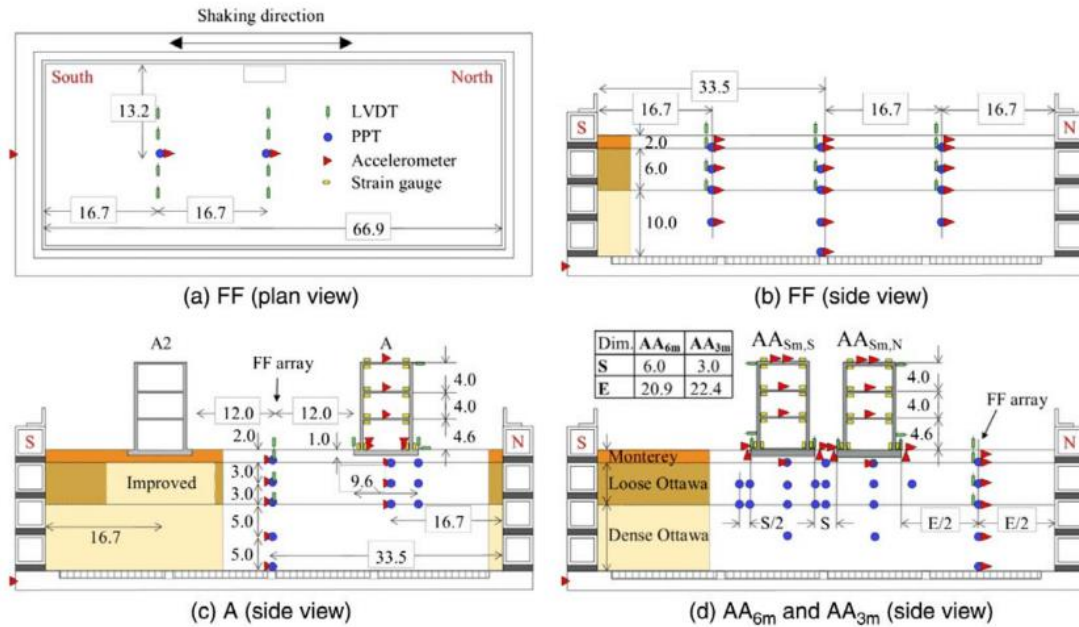 Shaking direction
South
North
13.2
LVDT
PPT
Accelerometer
Strain gauge
16.7
16.7
66.9
(a) FF (plan view)
33.5
16.7
16.7
16.7
S
N
2.0
6.0
10.0
(b) FF (side view)
A2
A
FF array
4.0
12.0
12.0
4.0
2.0
1.0
4.6
S
N
3.0
Improved
3.0
9.6
5.0
16.7
16.7
5.0
33.5
(c) A (side view)
Dim. AA6m AA3m
S 6.0 3.0
E 20.9 22.4
AASm,S
AASm,N
4.0
FF array
4.0
4.6
S
N
Monterey
Loose Ottawa
S/2
S
E/2
E/2
Dense Ottawa
(d) AA6m and AA3m (side view)